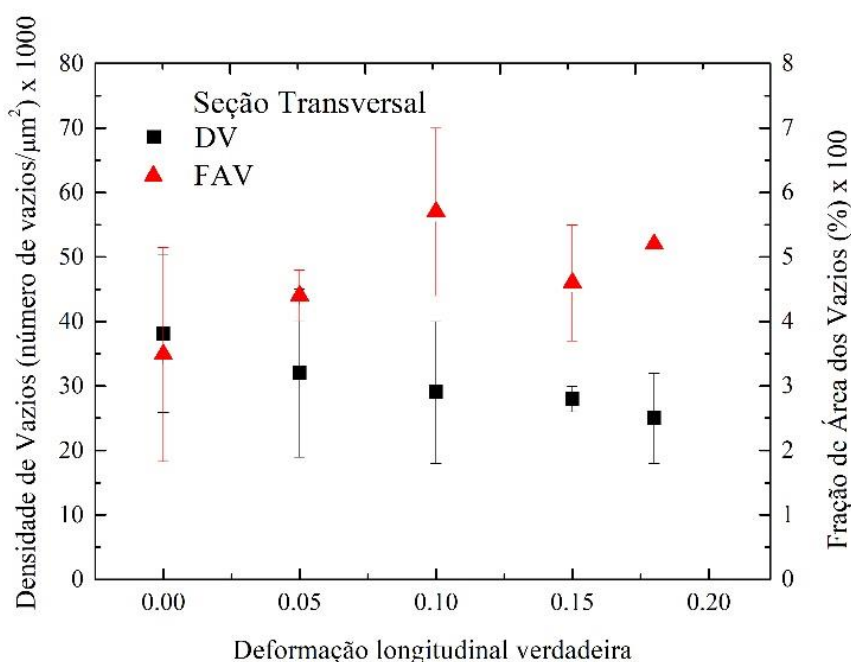 Densidade de Vazios (número de vazios/µm²) x 1000
80
70
60
50
40
30
20
10
0
Seção Transversal
DV
FAV
8
7
6
5
4
3
2
1
0
Fração de Área dos Vazios (%) x 100
0.00 0.05 0.10 0.15 0.20
Deformação longitudinal verdadeira